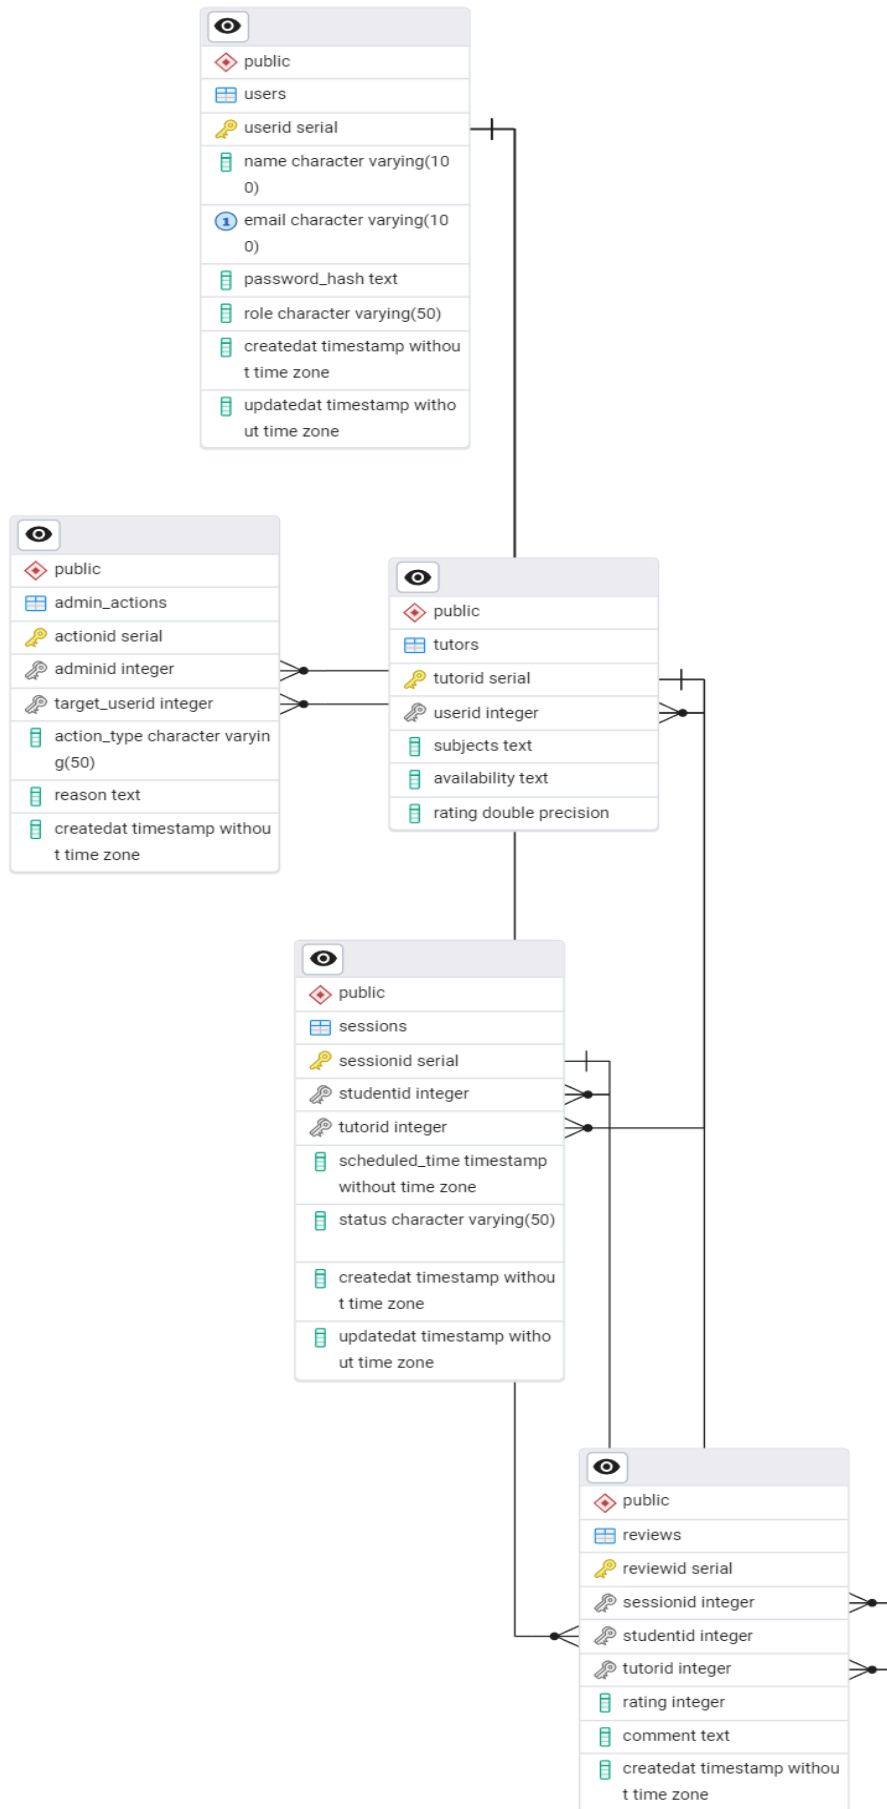 public
users
userid serial
name character varying(10
0)
1 email character varying(10
0)
password_hash text
role character varying(50)
createdat timestamp withou
t time zone
updatedat timestamp witho
ut time zone
public
admin_actions
actionid serial
adminid integer
target_userid integer
action_type character varyin
g(50)
reason text
createdat timestamp withou
t time zone
public
tutors
tutorid serial
userid integer
subjects text
availability text
rating double precision
public
sessions
sessionid serial
studentid integer
tutorid integer
scheduled_time timestamp
without time zone
status character varying(50)
createdat timestamp withou
t time zone
updatedat timestamp witho
ut time zone
public
reviews
reviewid serial
sessionid integer
studentid integer
tutorid integer
rating integer
comment text
createdat timestamp withou
t time zone